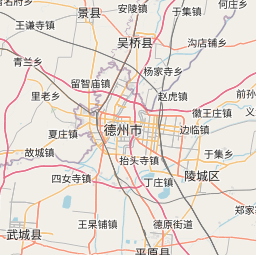 景县
安陵镇
于集乡
何庄乡
王谦寺镇
吴桥县
沟店铺乡
青兰乡
杨家寺乡
留智庙镇
里老乡
赵虎镇
前孙
徽王庄镇
德州市
边临镇
夏庄镇
故城镇
抬头寺镇
于集乡
四女寺镇
丁庄镇
陵城区
武城县
王杲铺镇
德原街道
郑家
平原县